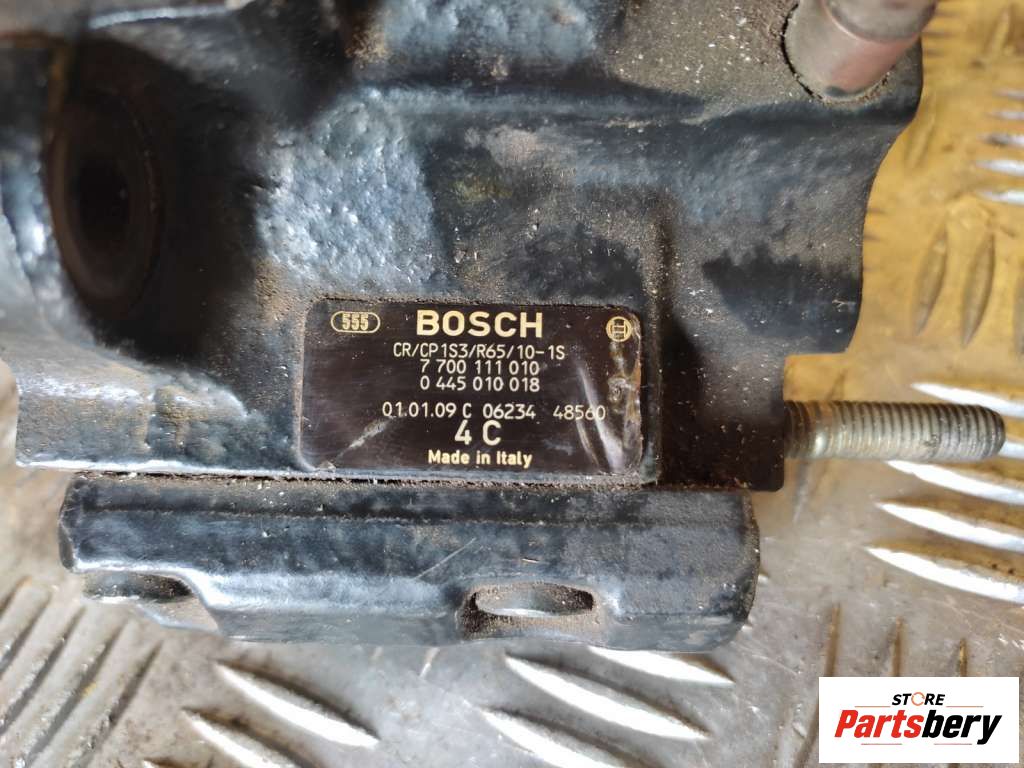 555 BOSCH
CR/CP1S3/R65/10-1S
7 700 111 010
0 445 010 018
01.01.09 C 06234 48560
4 C
Made in Italy
STORE
Partsbery